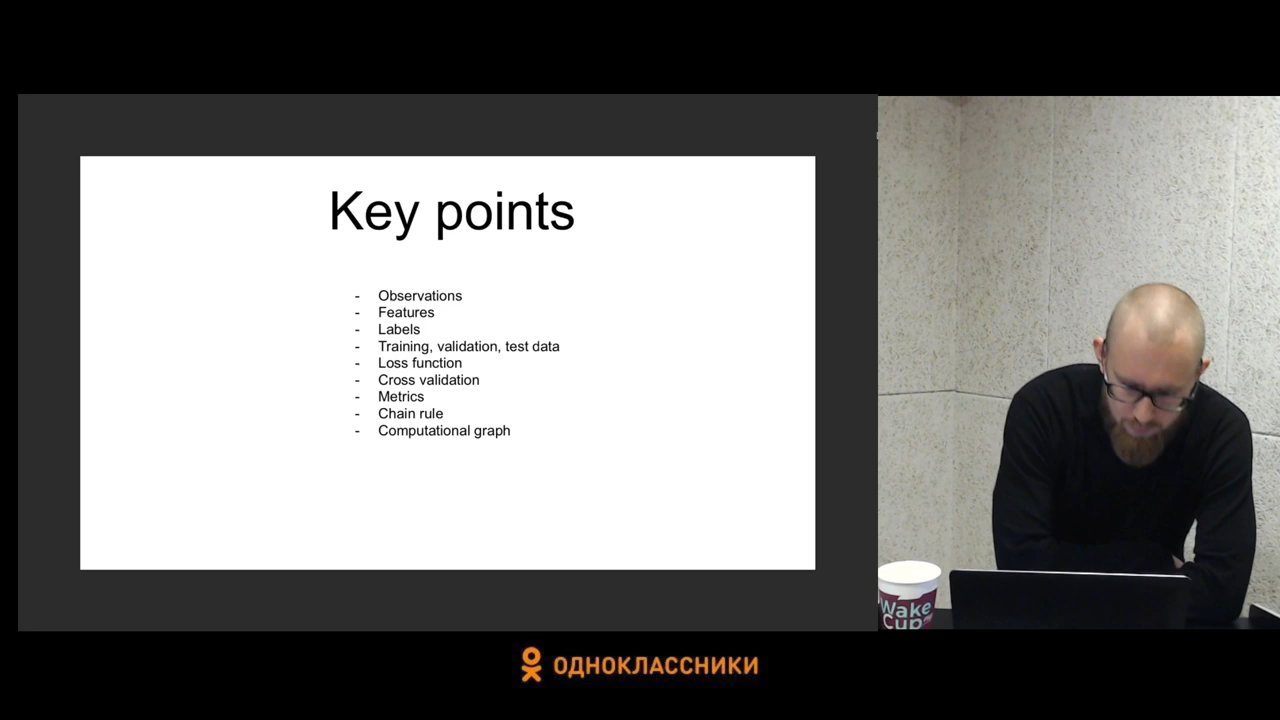 Key points
- Observations
- Features
- Labels
- Training, validation, test data
- Loss function
- Cross validation
- Metrics
- Chain rule
- Computational graph
Wake
Cup
ОДНОКЛАССНИКИ